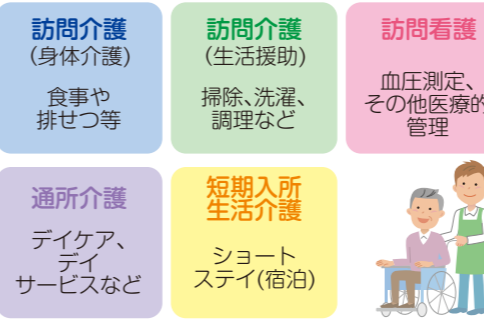 訪問介護
(身体介護)
食事や
排せつ等
訪問介護
(生活援助)
掃除、洗濯、
調理など
訪問看護
血圧測定、
その他医療的
管理
通所介護
デイケア、
デイ
サービスなど
短期入所
生活介護
ショート
ステイ(宿泊)